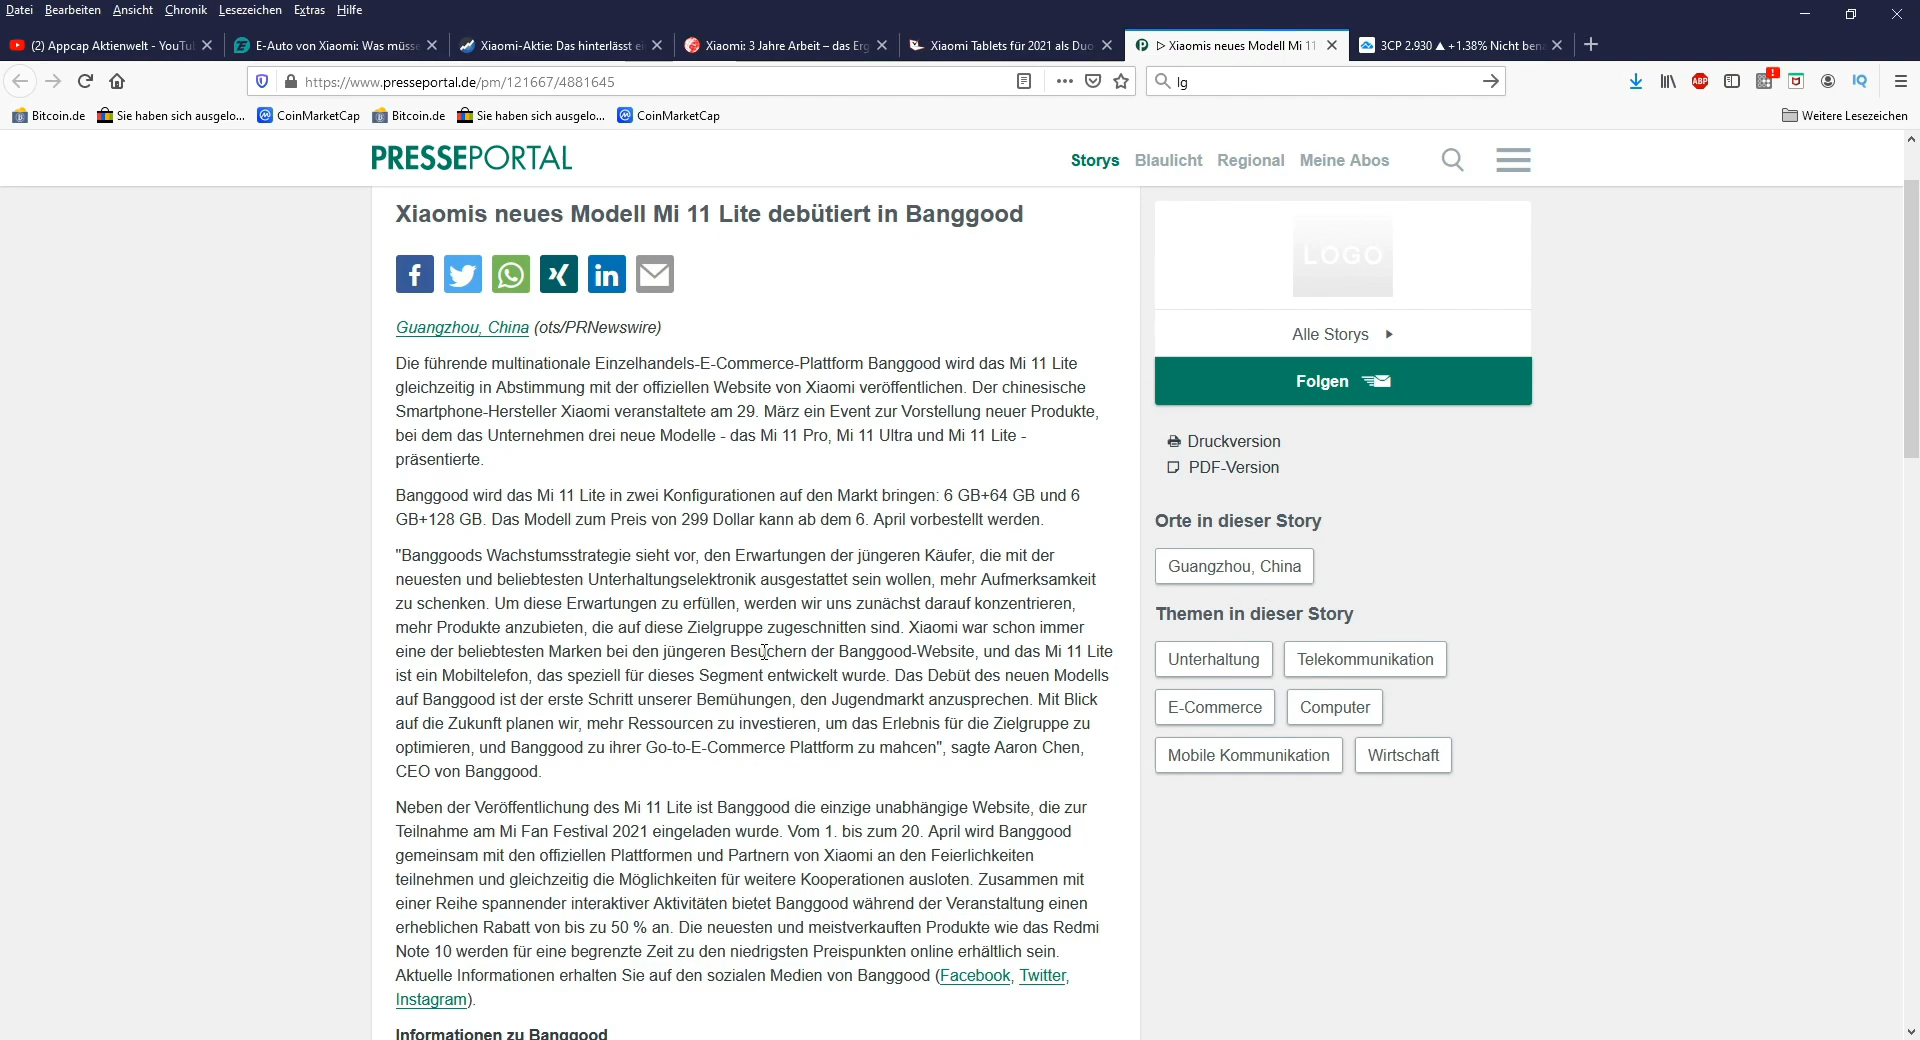 Datei Bearbeiten Ansicht Chronik Lesezeichen Extras Hilfe
(2) Appcap Aktienwelt - YouTu
E-Auto von Xiaomi: Was müsse
Xiaomi-Aktie: Das hinterlässt ei
Xiaomi: 3 Jahre Arbeit – das Erg
Xiaomi Tablets für 2021 als Duo
▷ Xiaomis neues Modell Mi 11
3CP 2.930 ▲ +1.38% Nicht ben
https://www.presseportal.de/pm/121667/4881645
lg
Bitcoin.de Sie haben sich ausgelo... CoinMarketCap Bitcoin.de Sie haben sich ausgelo... CoinMarketCap Weitere Lesezeichen
PRESSEPORTAL
Storys Blaulicht Regional Meine Abos
Xiaomis neues Modell Mi 11 Lite debütiert in Banggood
Guangzhou, China (ots/PRNewswire)
Die führende multinationale Einzelhandels-E-Commerce-Plattform Banggood wird das Mi 11 Lite
gleichzeitig in Abstimmung mit der offiziellen Website von Xiaomi veröffentlichen. Der chinesische
Smartphone-Hersteller Xiaomi veranstaltete am 29. März ein Event zur Vorstellung neuer Produkte,
bei dem das Unternehmen drei neue Modelle - das Mi 11 Pro, Mi 11 Ultra und Mi 11 Lite -
präsentierte.
Banggood wird das Mi 11 Lite in zwei Konfigurationen auf den Markt bringen: 6 GB+64 GB und 6
GB+128 GB. Das Modell zum Preis von 299 Dollar kann ab dem 6. April vorbestellt werden.
"Banggoods Wachstumsstrategie sieht vor, den Erwartungen der jüngeren Käufer, die mit der
neuesten und beliebtesten Unterhaltungselektronik ausgestattet sein wollen, mehr Aufmerksamkeit
zu schenken. Um diese Erwartungen zu erfüllen, werden wir uns zunächst darauf konzentrieren,
mehr Produkte anzubieten, die auf diese Zielgruppe zugeschnitten sind. Xiaomi war schon immer
eine der beliebtesten Marken bei den jüngeren Besuchern der Banggood-Website, und das Mi 11 Lite
ist ein Mobiltelefon, das speziell für dieses Segment entwickelt wurde. Das Debüt des neuen Modells
auf Banggood ist der erste Schritt unserer Bemühungen, den Jugendmarkt anzusprechen. Mit Blick
auf die Zukunft planen wir, mehr Ressourcen zu investieren, um das Erlebnis für die Zielgruppe zu
optimieren, und Banggood zu ihrer Go-to-E-Commerce Plattform zu mahcen", sagte Aaron Chen,
CEO von Banggood.
Neben der Veröffentlichung des Mi 11 Lite ist Banggood die einzige unabhängige Website, die zur
Teilnahme am Mi Fan Festival 2021 eingeladen wurde. Vom 1. bis zum 20. April wird Banggood
gemeinsam mit den offiziellen Plattformen und Partnern von Xiaomi an den Feierlichkeiten
teilnehmen und gleichzeitig die Möglichkeiten für weitere Kooperationen ausloten. Zusammen mit
einer Reihe spannender interaktiver Aktivitäten bietet Banggood während der Veranstaltung einen
erheblichen Rabatt von bis zu 50 % an. Die neuesten und meistverkauften Produkte wie das Redmi
Note 10 werden für eine begrenzte Zeit zu den niedrigsten Preispunkten online erhältlich sein.
Aktuelle Informationen erhalten Sie auf den sozialen Medien von Banggood (Facebook, Twitter,
Instagram).
Informationen zu Banggood
LOGO
Alle Storys
Folgen
Druckversion
PDF-Version
Orte in dieser Story
Guangzhou, China
Themen in dieser Story
Unterhaltung Telekommunikation
E-Commerce Computer
Mobile Kommunikation Wirtschaft